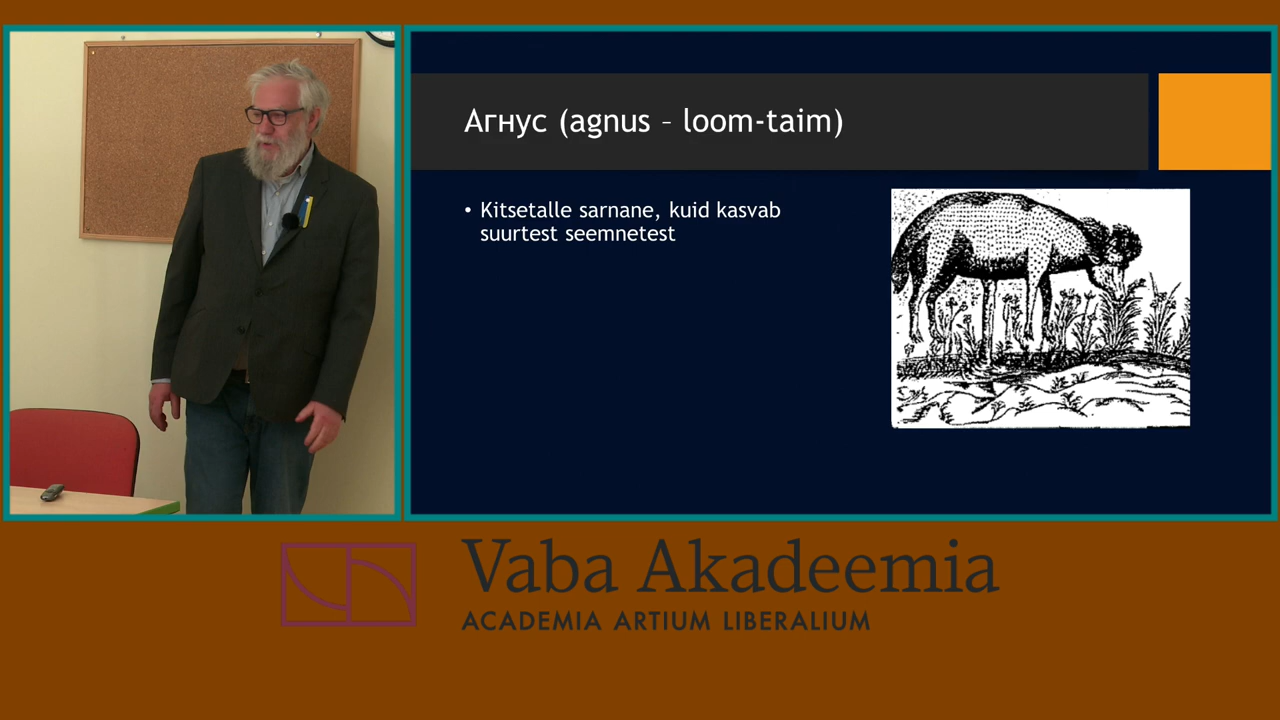 Агнус (agnus – loom-taim)
• Kitsetalle sarnane, kuid kasvab
suurtest seemnetest
Vaba Akadeemia
ACADEMIA ARTIUM LIBERALIUM